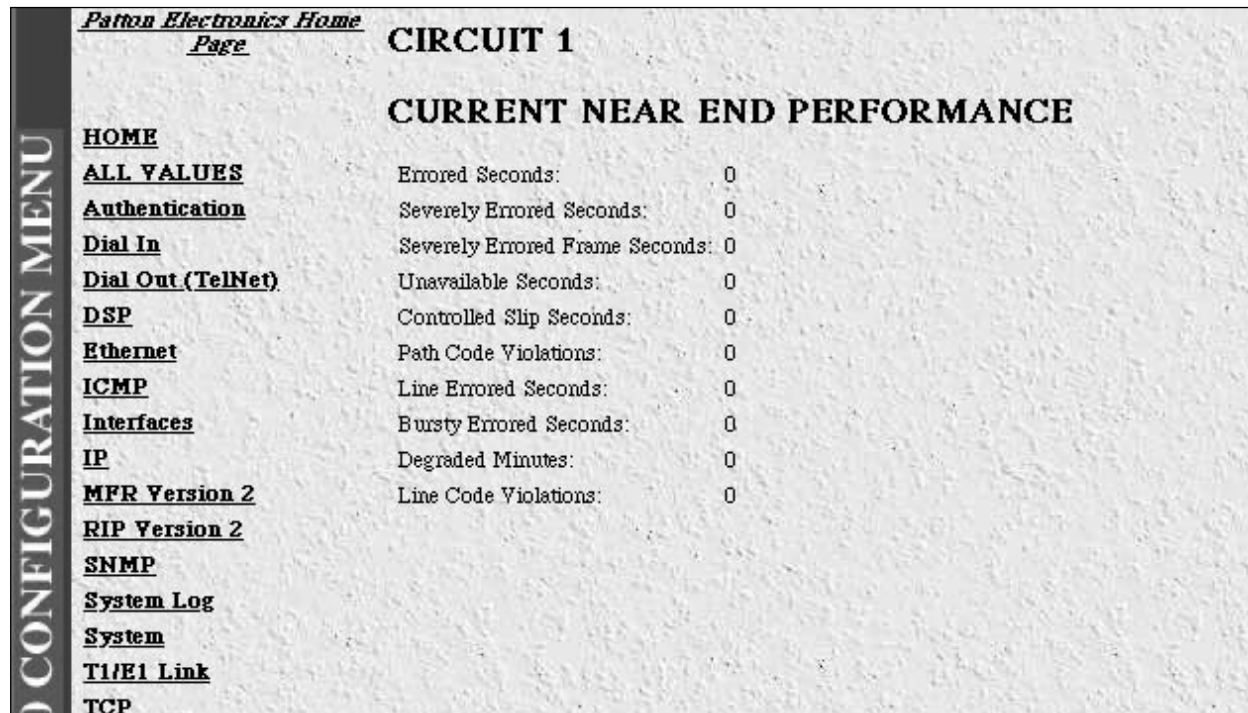 Patton Electronics Home
Page
CONFIGURATION MENU
HOME
ALL VALUES
Authentication
Dial In
Dial Out (TelNet)
DSP
Ethernet
ICMP
Interfaces
IP
MFR Version 2
RIP Version 2
SNMP
System Log
System
T1/E1 Link
TCP
CIRCUIT 1
CURRENT NEAR END PERFORMANCE
Errored Seconds: 0
Severely Errored Seconds: 0
Severely Errored Frame Seconds: 0
Unavailable Seconds: 0
Controlled Slip Seconds: 0
Path Code Violations: 0
Line Errored Seconds: 0
Bursty Errored Seconds: 0
Degraded Minutes: 0
Line Code Violations: 0